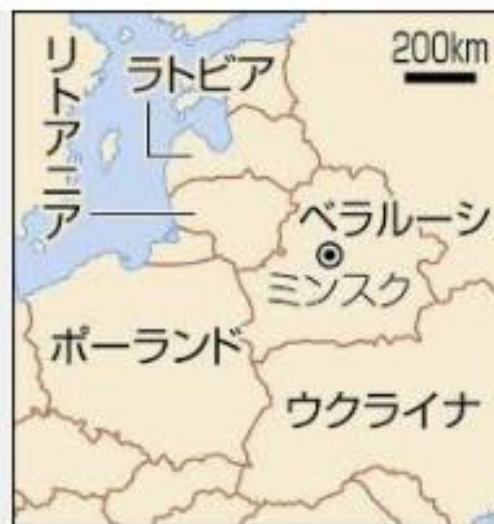 200km
リトアニア
ラトビア
ベラルーシ
ミンスク
ポーランド
ウクライナ